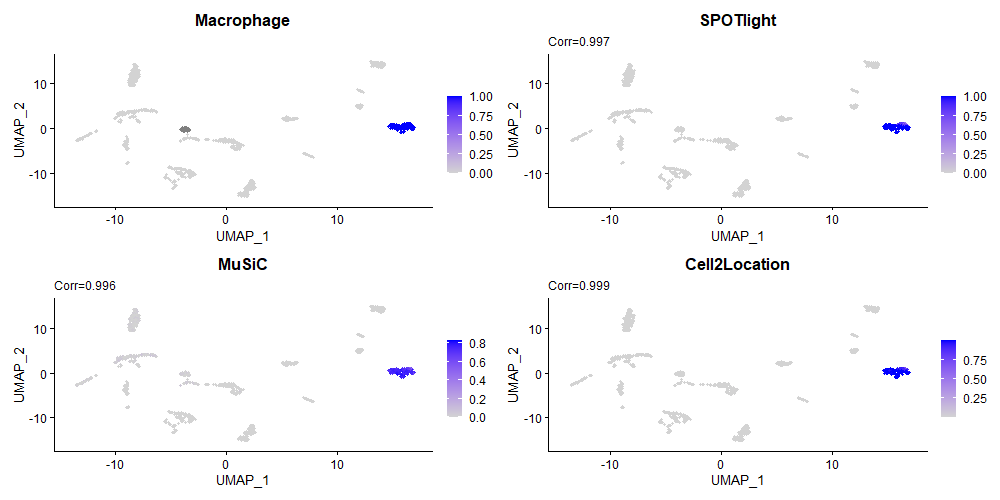 Macrophage
10
0
-10
UMAP_2
-10
0
10
UMAP_1
1.00
0.75
0.50
0.25
0.00
SPOTlight
Corr=0.997
10
0
-10
UMAP_2
-10
0
10
UMAP_1
1.00
0.75
0.50
0.25
0.00
MuSiC
Corr=0.996
10
0
-10
UMAP_2
-10
0
10
UMAP_1
0.8
0.6
0.4
0.2
0.0
Cell2Location
Corr=0.999
10
0
-10
UMAP_2
-10
0
10
UMAP_1
0.75
0.50
0.25